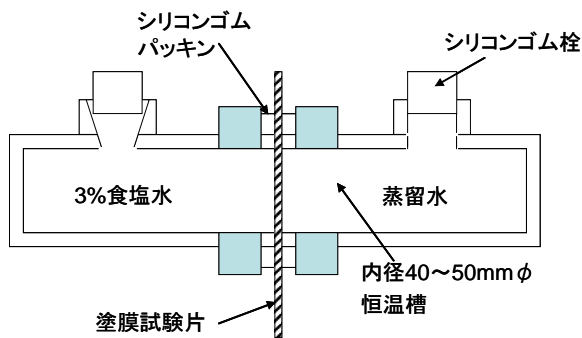 シリコンゴム
パッキン
シリコンゴム栓
3%食塩水
蒸留水
内径40～50mmφ
恒温槽
塗膜試験片